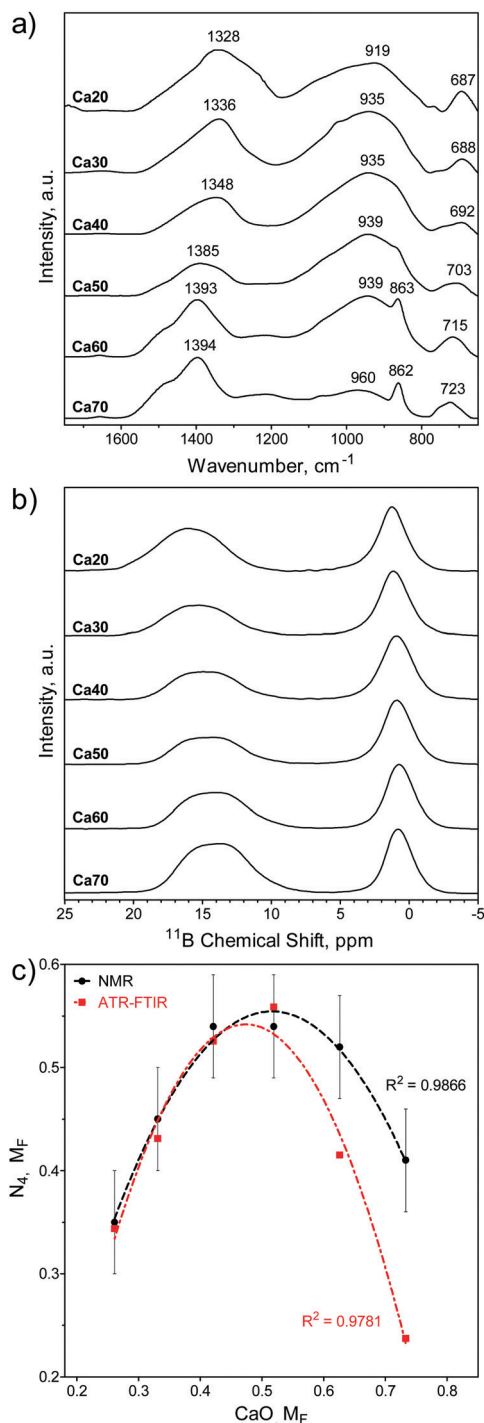 a)
1328
919
687
Ca20
1336
935
688
Ca30
1348
935
692
Ca40
1385
939
703
Ca50
1393
939
863
715
Ca60
1394
960
862
723
Ca70
Intensity, a.u.
1600 1400 1200 1000 800
Wavenumber, cm⁻¹
b)
Ca20
Ca30
Ca40
Ca50
Ca60
Ca70
Intensity, a.u.
25 20 15 10 5 0 -5
¹¹B Chemical Shift, ppm
c)
0.6
NMR
ATR-FTIR
0.5
R² = 0.9866
0.4
N₄, M_F
0.3
R² = 0.9781
0.2
0.2 0.3 0.4 0.5 0.6 0.7 0.8
CaO M_F